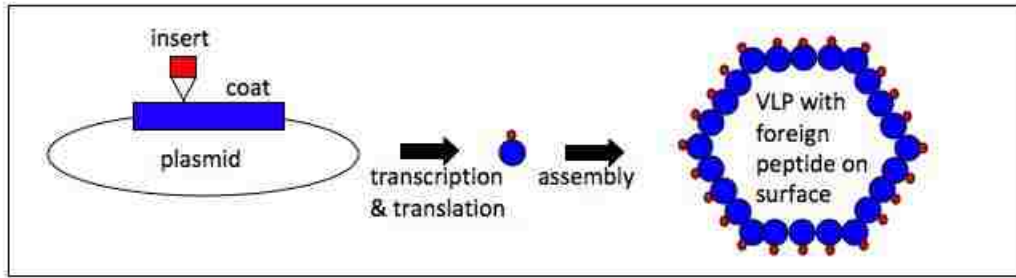 insert
coat
plasmid
transcription
& translation
assembly
VLP with
foreign
peptide on
surface